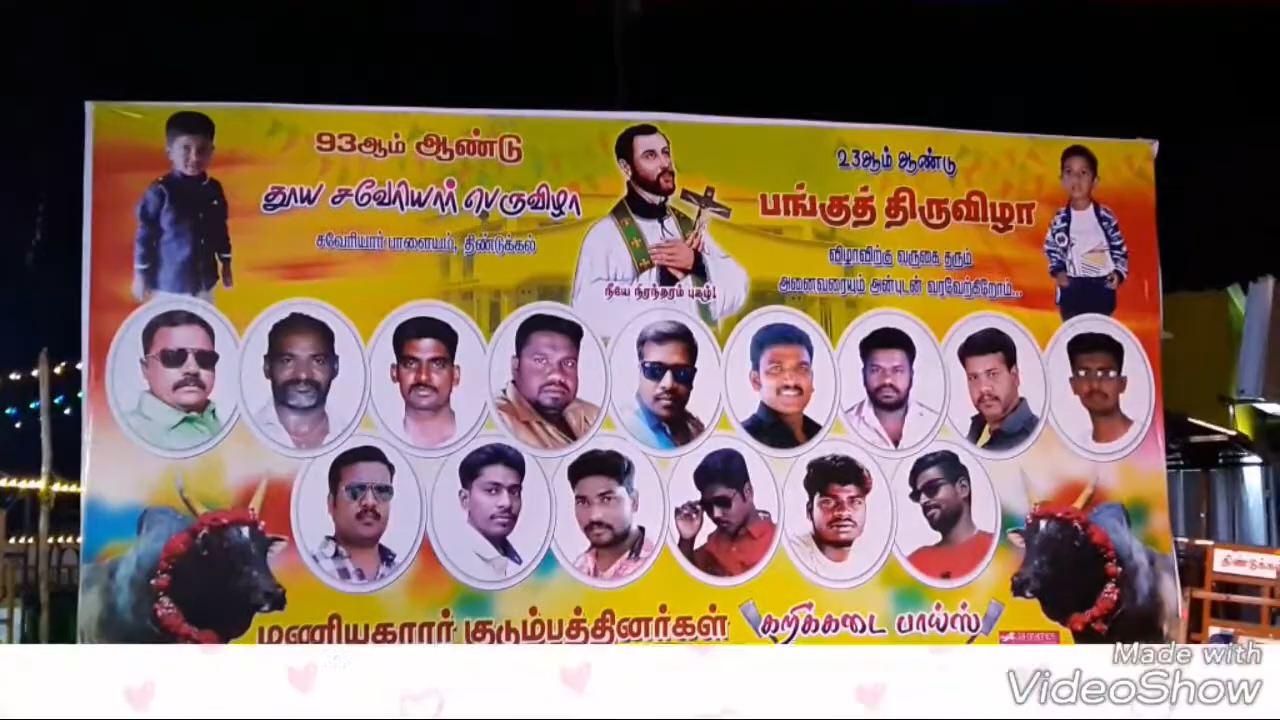 93ஆம் ஆண்டு
தூய சவேரியார் பெருவிழா
சவேரியார் பாளையம், திண்டுக்கல்
23ஆம் ஆண்டு
பங்குத் திருவிழா
விழாவிற்கு வருகை தரும்
அனைவரையும் அன்புடன் வரவேற்கிறோம்...
நீயே நிரந்தரம் புகழ்!
மணியகாரர் குடும்பத்தினர்கள்
கறிக்கடை பாய்ஸ்
திண்டுக்கல்
Made with
VideoShow